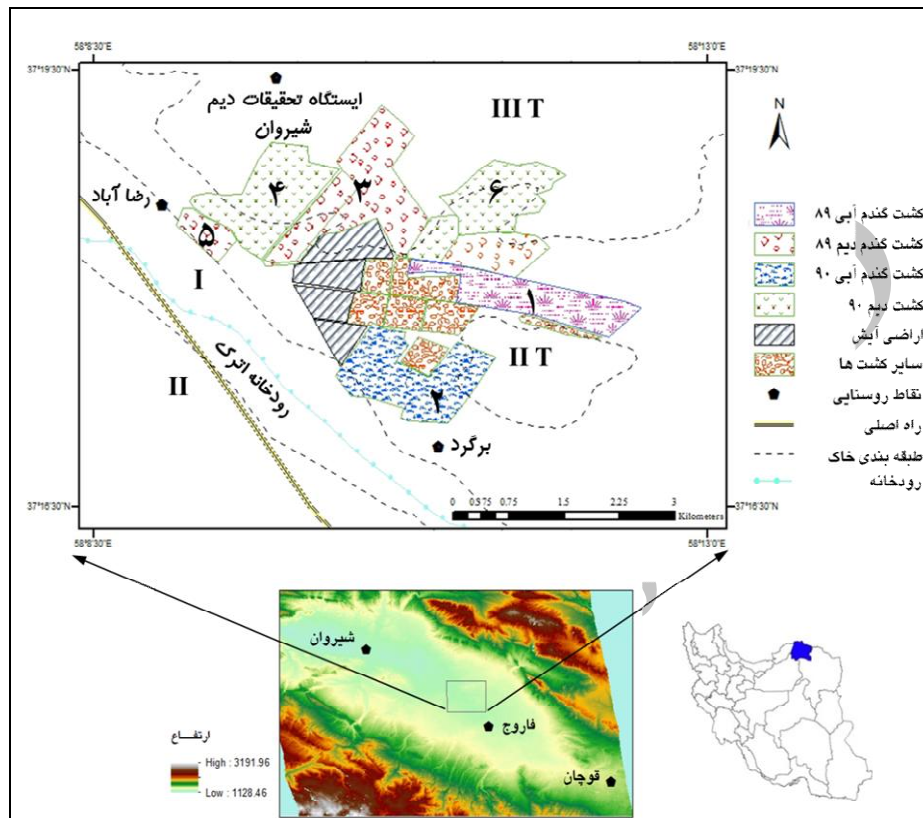 58°8'30"E
58°13'0"E
37°19'30"N
37°19'30"N
ایستگاه تحقیقات دیم
شیروان
III T
N
۴
۳
۶
رضا آباد
۵
I
۱
II T
II
رودخانه اترک
۲
برگرد
کشت گندم آبی ۸۹
کشت گندم دیم ۸۹
کشت گندم آبی ۹۰
کشت دیم ۹۰
اراضی آیش
سایر کشت ها
نقاط روستایی
راه اصلی
طبقه بندی خاک
رودخانه
37°16'30"N
37°16'30"N
0 0.375 0.75 1.5 2.25 3
Kilometers
58°8'30"E
58°13'0"E
شیروان
فاروج
قوچان
ارتفـــاع
High : 3191.96
Low : 1128.46